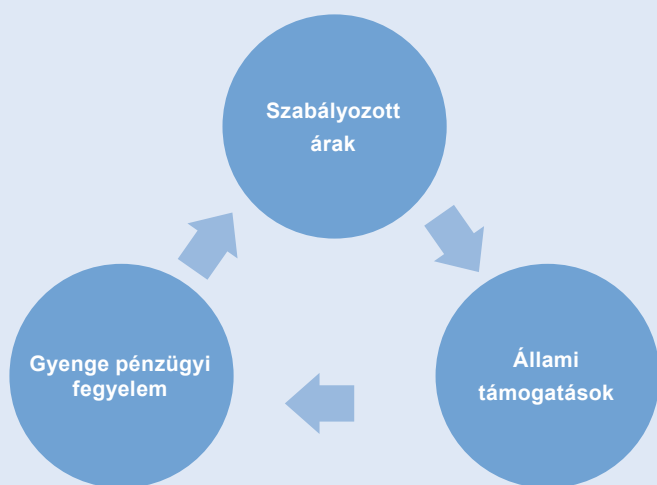 Szabályozott
árak
Gyenge pénzügyi
fegyelem
Állami
támogatások